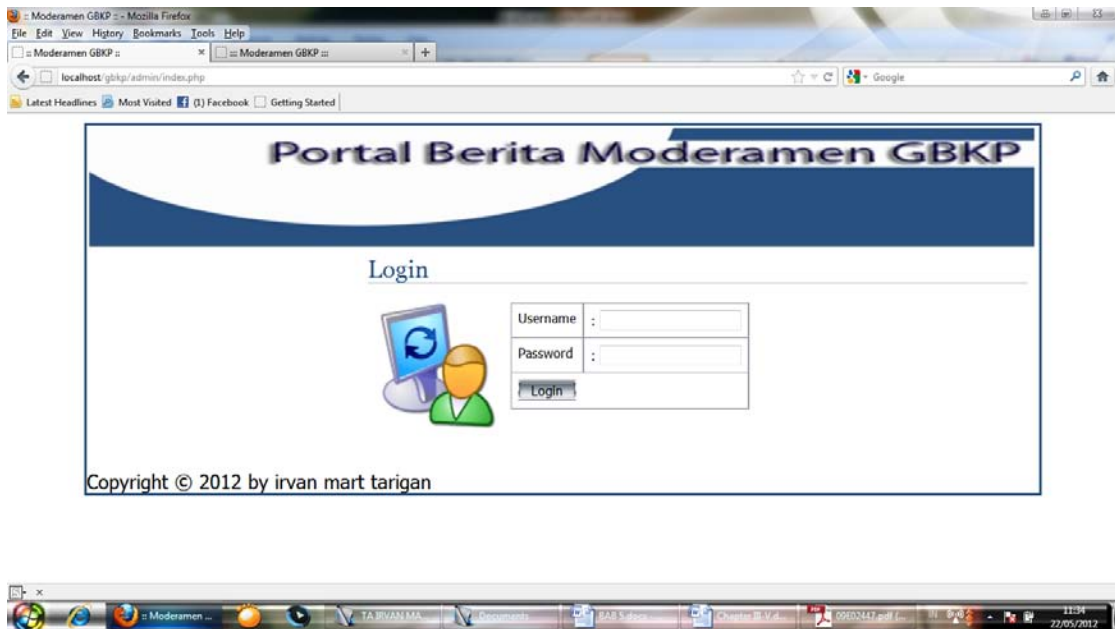 :: Moderamen GBKP :: - Mozilla Firefox
File Edit View History Bookmarks Tools Help
:: Moderamen GBKP :: × ::: Moderamen GBKP ::: × +
localhost/gbkp/admin/index.php Google
Latest Headlines Most Visited (1) Facebook Getting Started
Portal Berita Moderamen GBKP
Login
Username :
Password :
Login
Copyright © 2012 by irvan mart tarigan
×
:: Moderamen ... TA IRVAN MA... Documents BAB 5.docx Chapter III-V.d... 09E02447.pdf (... IN 11:34
22/05/2012